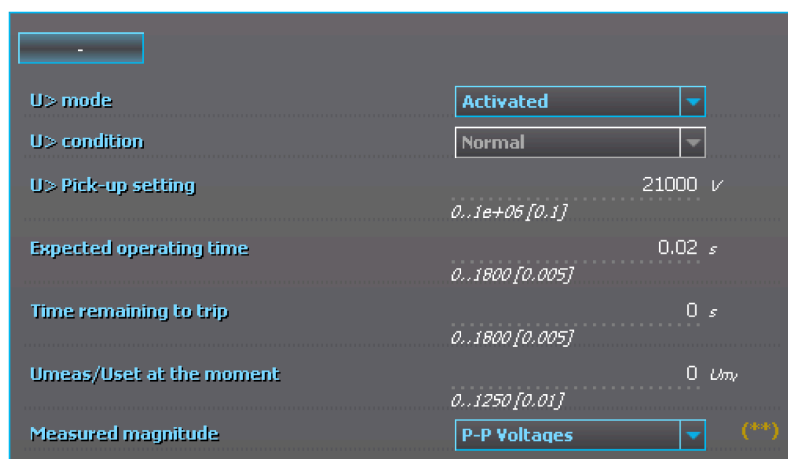 -
U> mode Activated
U> condition Normal
U> Pick-up setting 21000 V
0..1e+06 [0.1]
Expected operating time 0.02 s
0..1800 [0.005]
Time remaining to trip 0 s
0..1800 [0.005]
Umeas/Uset at the moment 0 Um/
0..1250 [0.01]
Measured magnitude P-P Voltages (**)